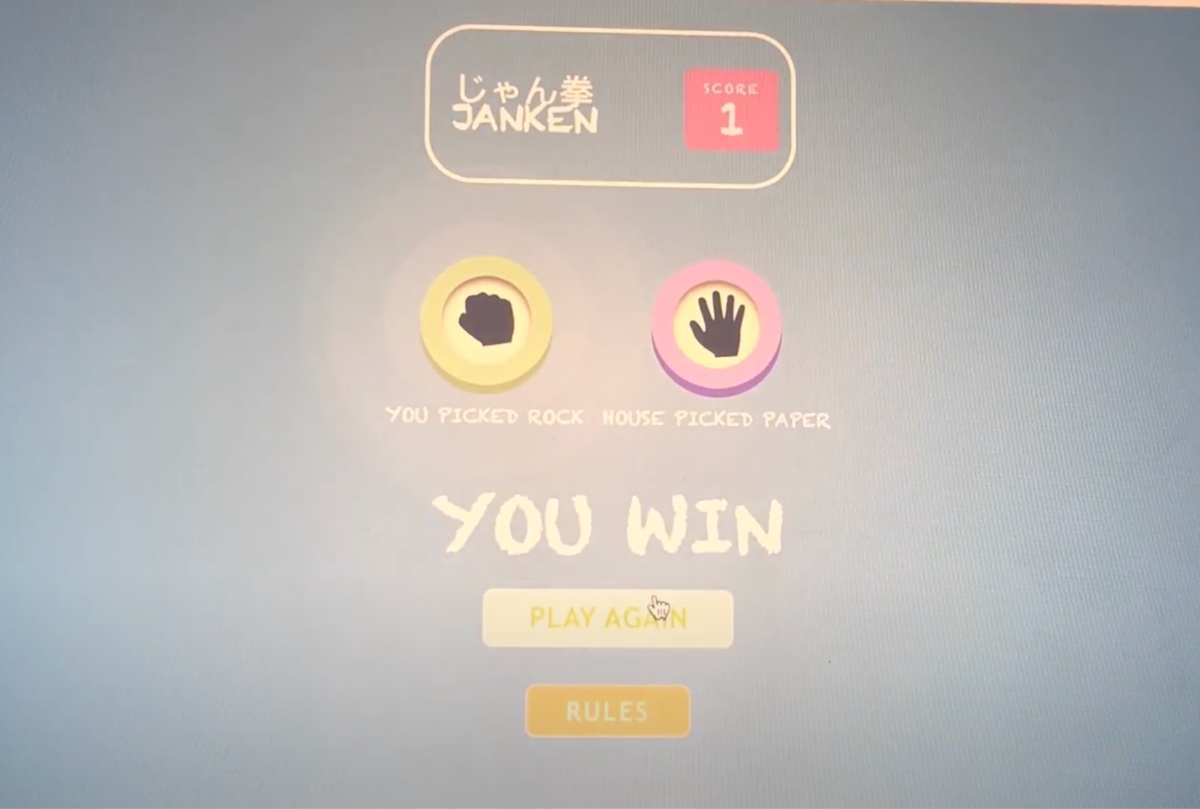 じゃん拳
JANKEN
SCORE
1
YOU PICKED ROCK
HOUSE PICKED PAPER
YOU WIN
PLAY AGAIN
RULES